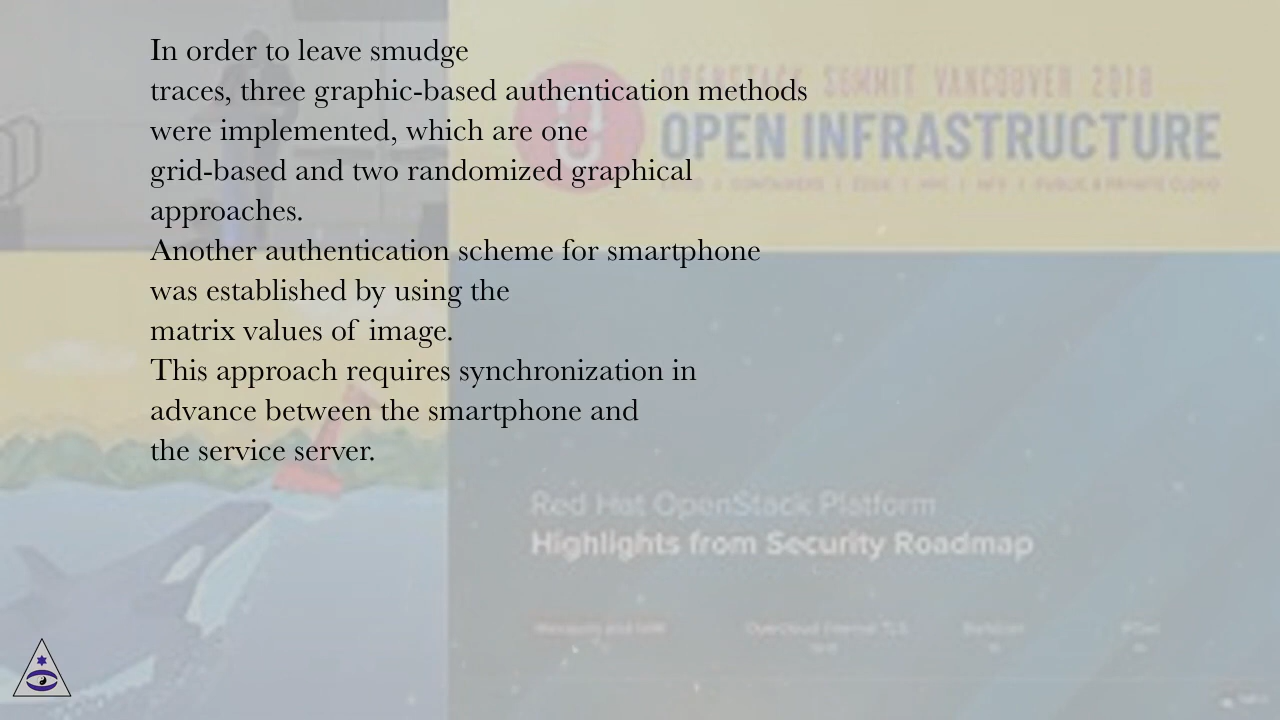 In order to leave smudge
traces, three graphic-based authentication methods
were implemented, which are one
grid-based and two randomized graphical
approaches.
Another authentication scheme for smartphone
was established by using the
matrix values of image.
This approach requires synchronization in
advance between the smartphone and
the service server.
OPENSTACK SUMMIT VANCOUVER 2018
OPEN INFRASTRUCTURE
Red Hat OpenStack Platform
Highlights from Security Roadmap